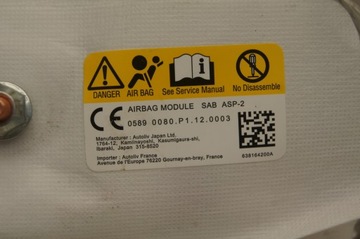 DANGER AIR BAG See Service Manual No Disassemble
CE AIRBAG MODULE SAB ASP-2
0589 0080.P1.12.0003
Manufacturer : Autoliv Japan Ltd.
1764-12, Kamiinayoshi, Kasumigaura-shi,
Ibaraki, Japan 315-8520
Importer : Autoliv France
Avenue de l'Europe 76220 Gournay-en-bray, France
638164200A